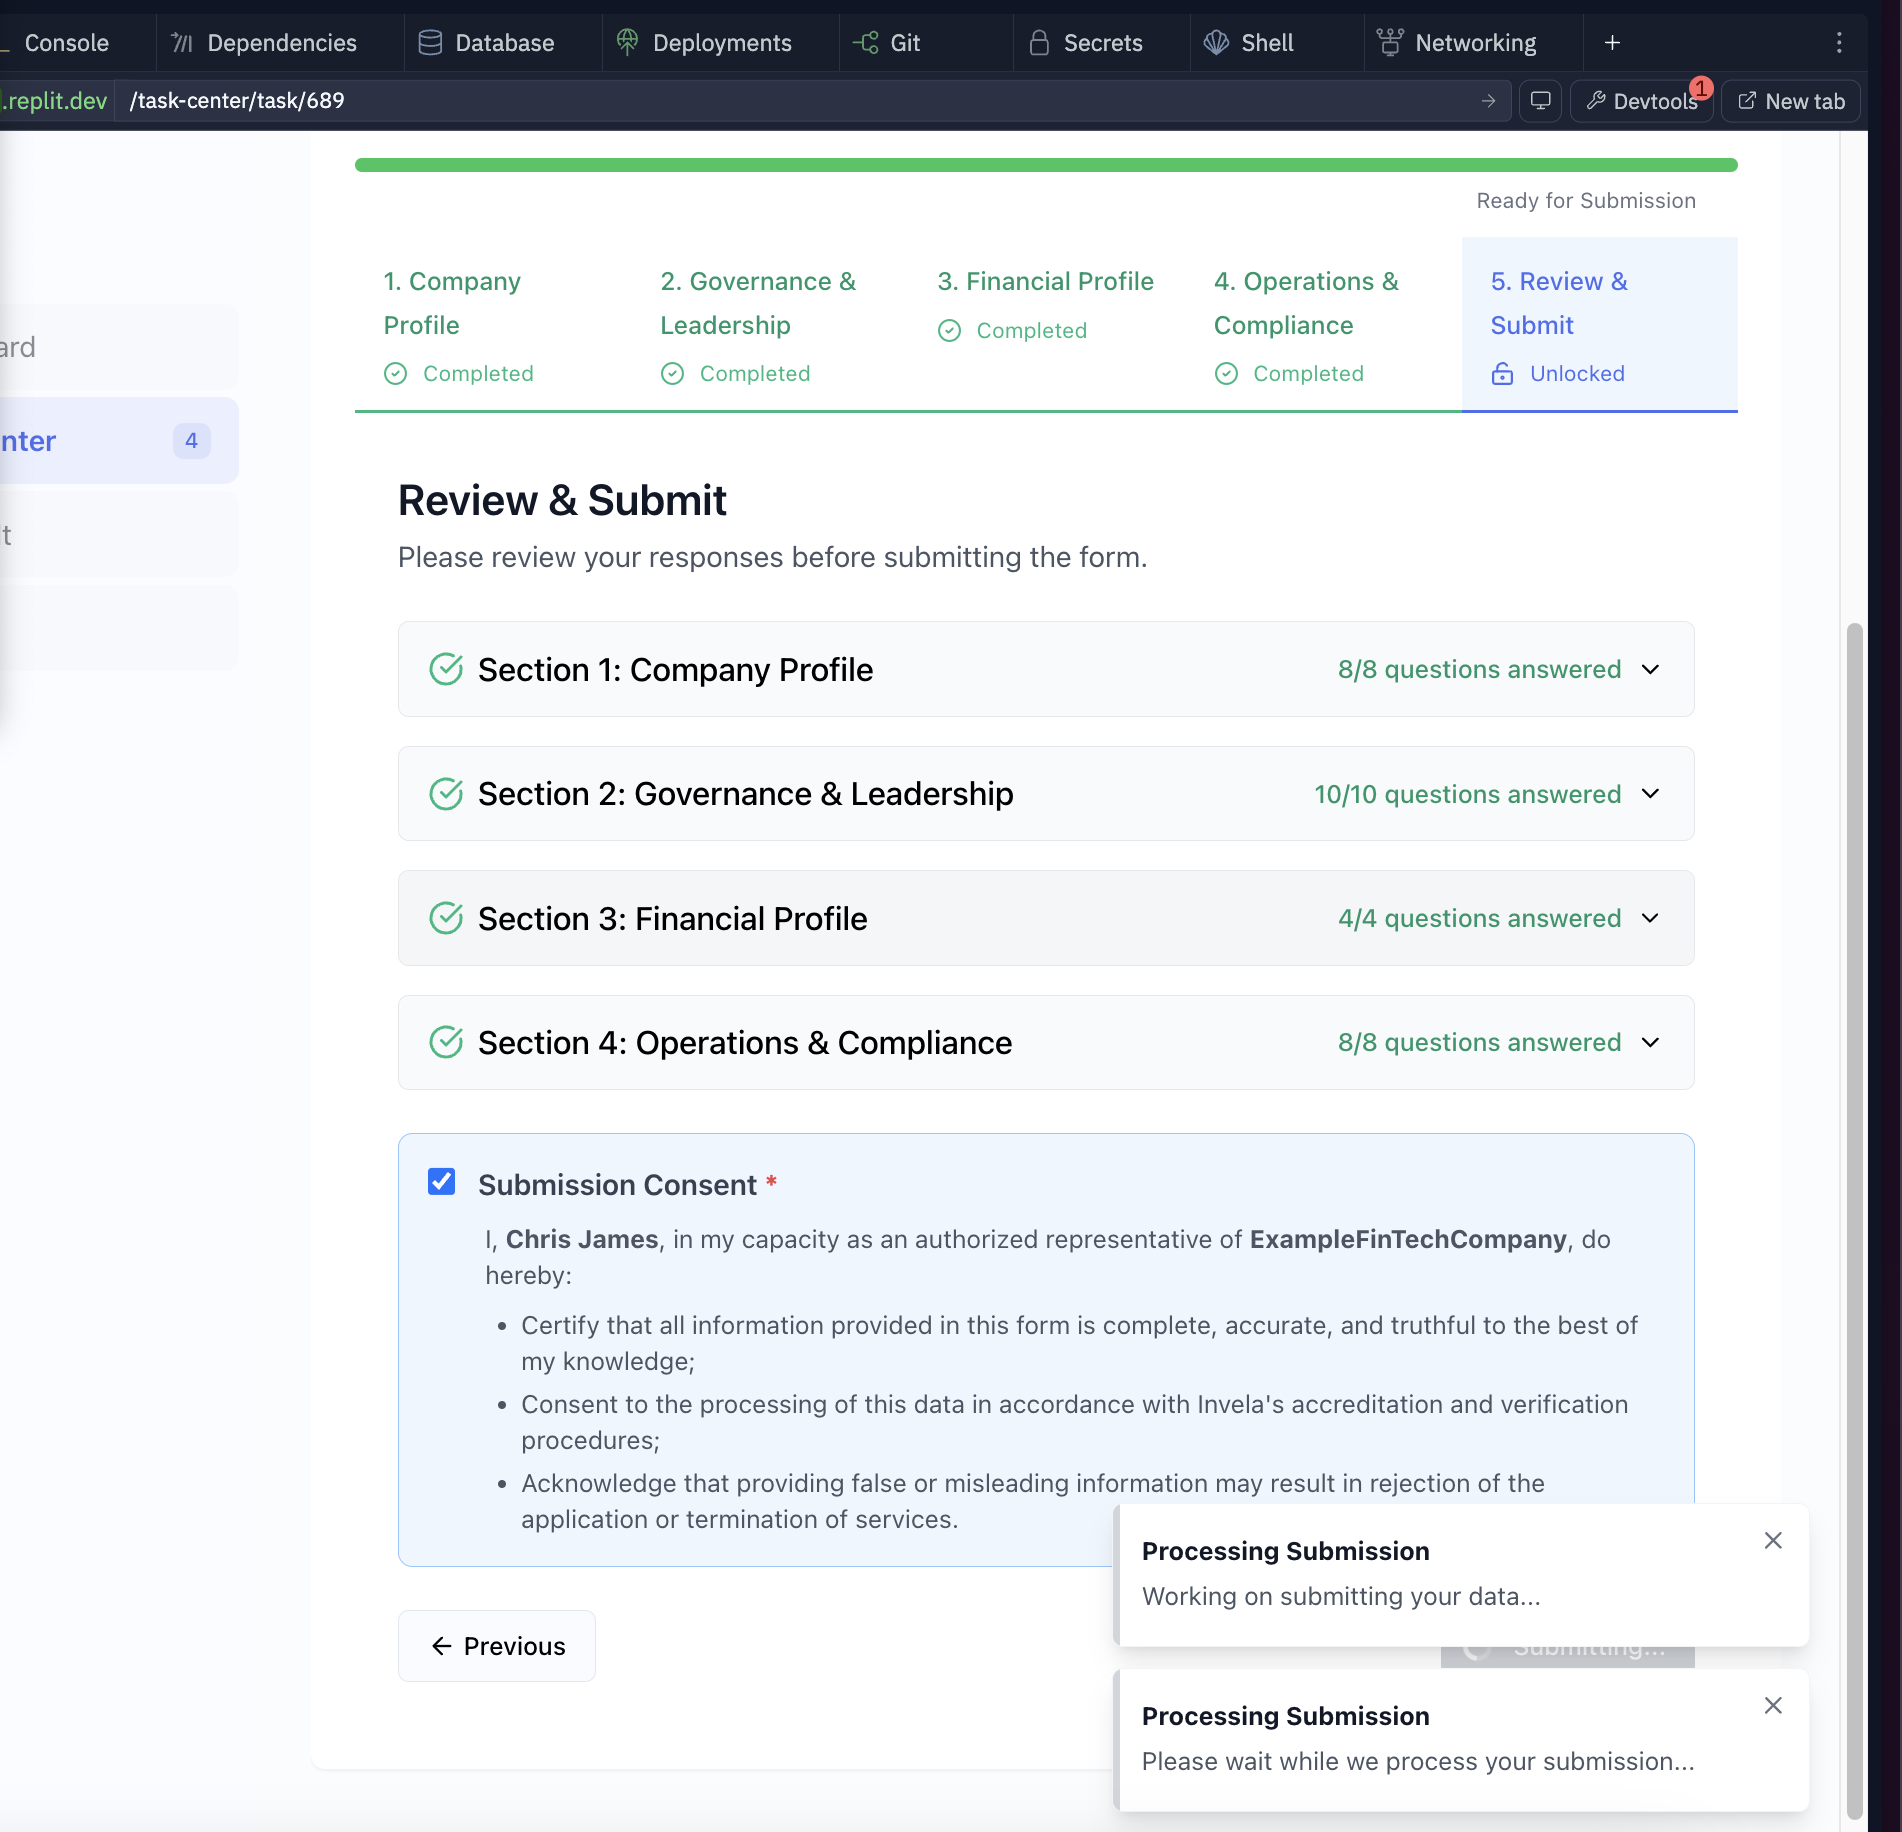 Console
Dependencies
Database
Deployments
Git
Secrets
Shell
Networking
.replit.dev
/task-center/task/689
Devtools
1
New tab
Ready for Submission
1. Company
Profile
Completed
2. Governance &
Leadership
Completed
3. Financial Profile
Completed
4. Operations &
Compliance
Completed
5. Review &
Submit
Unlocked
ard
nter
4
t
Review & Submit
Please review your responses before submitting the form.
Section 1: Company Profile
8/8 questions answered
Section 2: Governance & Leadership
10/10 questions answered
Section 3: Financial Profile
4/4 questions answered
Section 4: Operations & Compliance
8/8 questions answered
Submission Consent *
I, Chris James, in my capacity as an authorized representative of ExampleFinTechCompany, do
hereby:
• Certify that all information provided in this form is complete, accurate, and truthful to the best of
my knowledge;
• Consent to the processing of this data in accordance with Invela's accreditation and verification
procedures;
• Acknowledge that providing false or misleading information may result in rejection of the
application or termination of services.
Processing Submission
Working on submitting your data...
Previous
Submitting...
Processing Submission
Please wait while we process your submission...